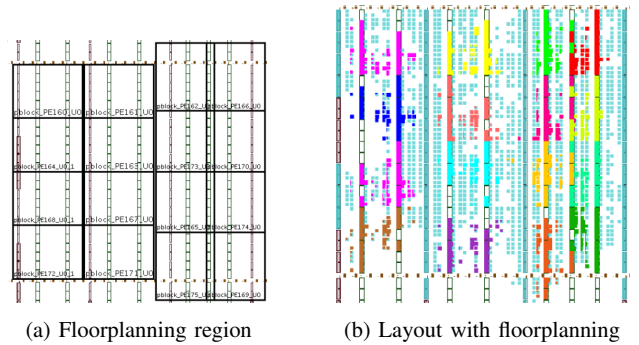 pblock_PE160_U0
pblock_PE161_U0
pblock_PE162_U0
pblock_PE166_U0
pblock_PE164_U0_1
pblock_PE165_U0
pblock_PE173_U0
pblock_PE170_U0
pblock_PE168_U0_1
pblock_PE167_U0
pblock_PE165_U0
pblock_PE174_U0
pblock_PE172_U0_1
pblock_PE171_U0
pblock_PE175_U0
pblock_PE169_U0
(a) Floorplanning region
(b) Layout with floorplanning